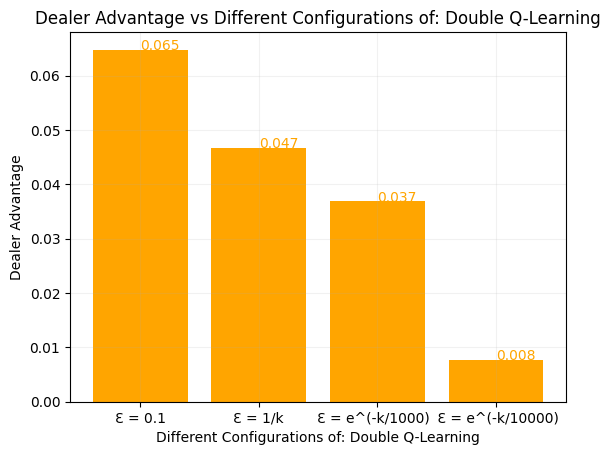 Dealer Advantage vs Different Configurations of: Double Q-Learning
Dealer Advantage
0.06
0.05
0.04
0.03
0.02
0.01
0.00
0.065
0.047
0.037
0.008
Ɛ = 0.1
Ɛ = 1/k
Ɛ = e^(-k/1000)
Ɛ = e^(-k/10000)
Different Configurations of: Double Q-Learning